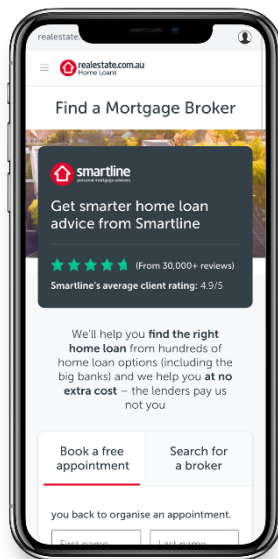 realestate.
realestate.com.au
Home Loans
Find a Mortgage Broker
smartline
personal mortgage advisers
Get smarter home loan
advice from Smartline
(From 30,000+ reviews)
Smartline's average client rating: 4.9/5
We'll help you find the right
home loan from hundreds of
home loan options (including the
big banks) and we help you at no
extra cost – the lenders pay us
not you
Book a free
appointment
Search for
a broker
you back to organise an appointment.
First name
Last name